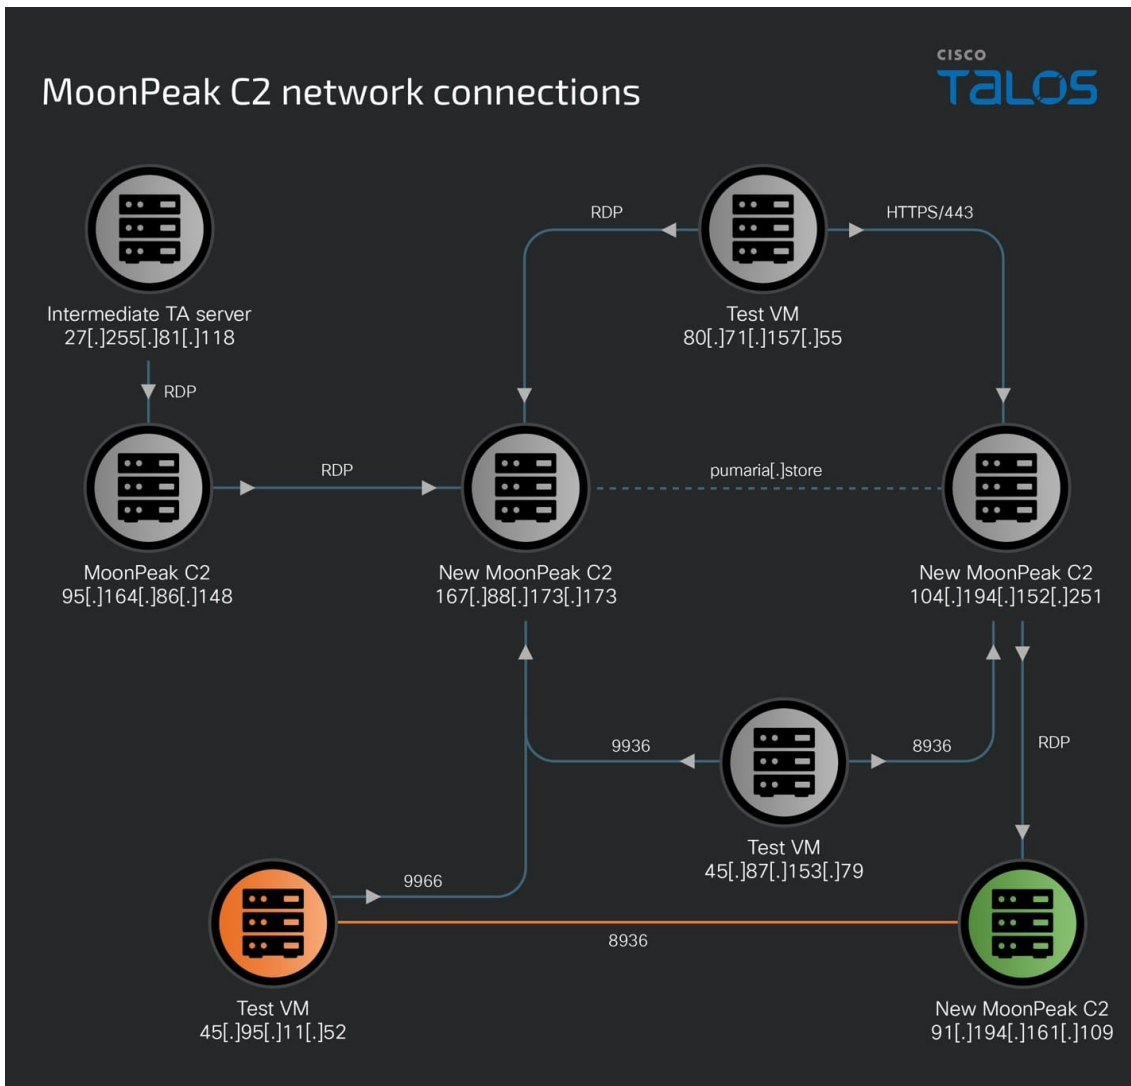 CISCO
TALOS
MoonPeak C2 network connections
RDP
HTTPS/443
Intermediate TA server
27[.]255[.]81[.]118
Test VM
80[.]71[.]157[.]55
RDP
RDP
pumaria[.]store
MoonPeak C2
95[.]164[.]86[.]148
New MoonPeak C2
167[.]88[.]173[.]173
New MoonPeak C2
104[.]194[.]152[.]251
9936
8936
RDP
Test VM
45[.]87[.]153[.]79
9966
8936
Test VM
45[.]95[.]11[.]52
New MoonPeak C2
91[.]194[.]161[.]109